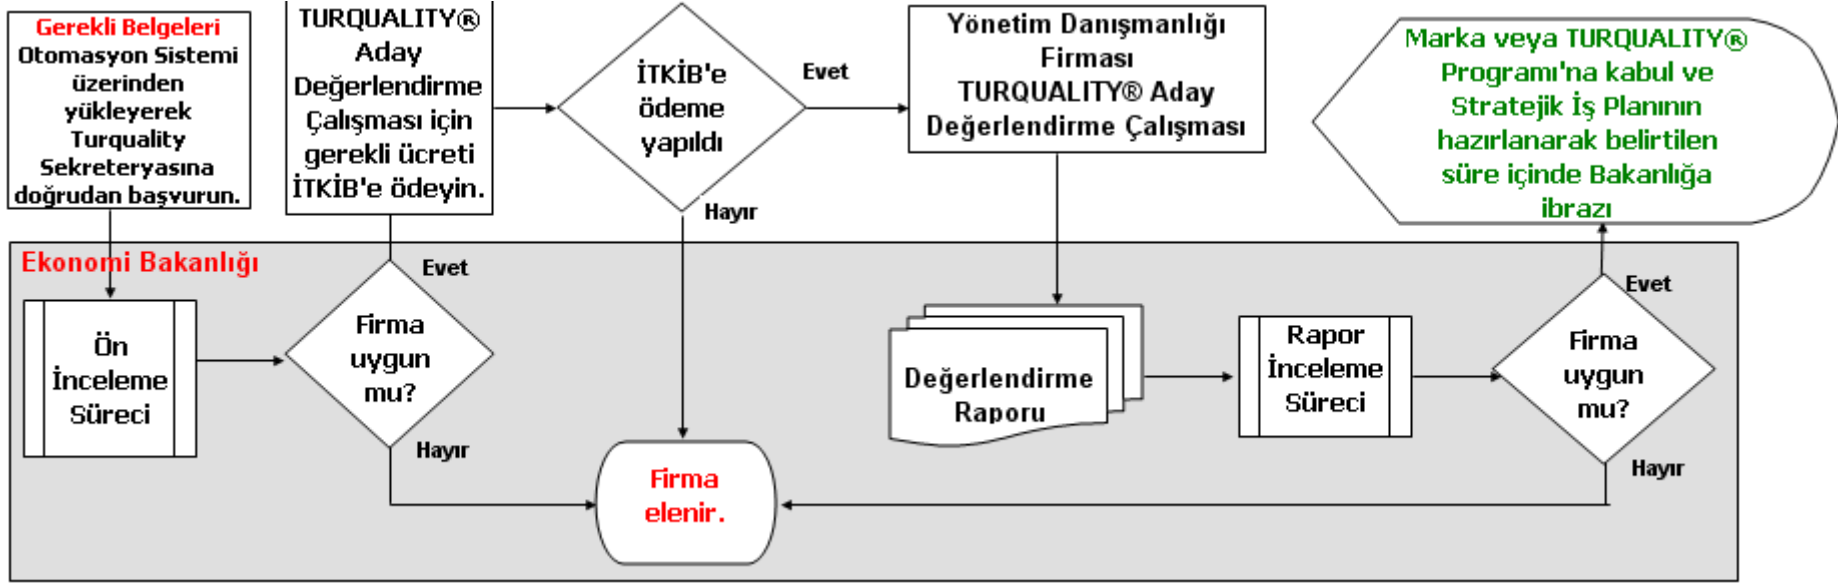 Gerekli Belgeleri
Otomasyon Sistemi
üzerinden
yükleyerek
Turquality
Sekreteryasına
doğrudan başvurun.
TURQUALITY®
Aday
Değerlendirme
Çalışması için
gerekli ücreti
İTKİB'e ödeyin.
İTKİB'e
ödeme
yapıldı
Evet
Hayır
Yönetim Danışmanlığı
Firması
TURQUALITY® Aday
Değerlendirme Çalışması
Marka veya TURQUALITY®
Programı'na kabul ve
Stratejik İş Planının
hazırlanarak belirtilen
süre içinde Bakanlığa
ibrazı
Ekonomi Bakanlığı
Ön
İnceleme
Süreci
Evet
Firma
uygun
mu?
Hayır
Firma
elenir.
Değerlendirme
Raporu
Rapor
İnceleme
Süreci
Evet
Firma
uygun
mu?
Hayır